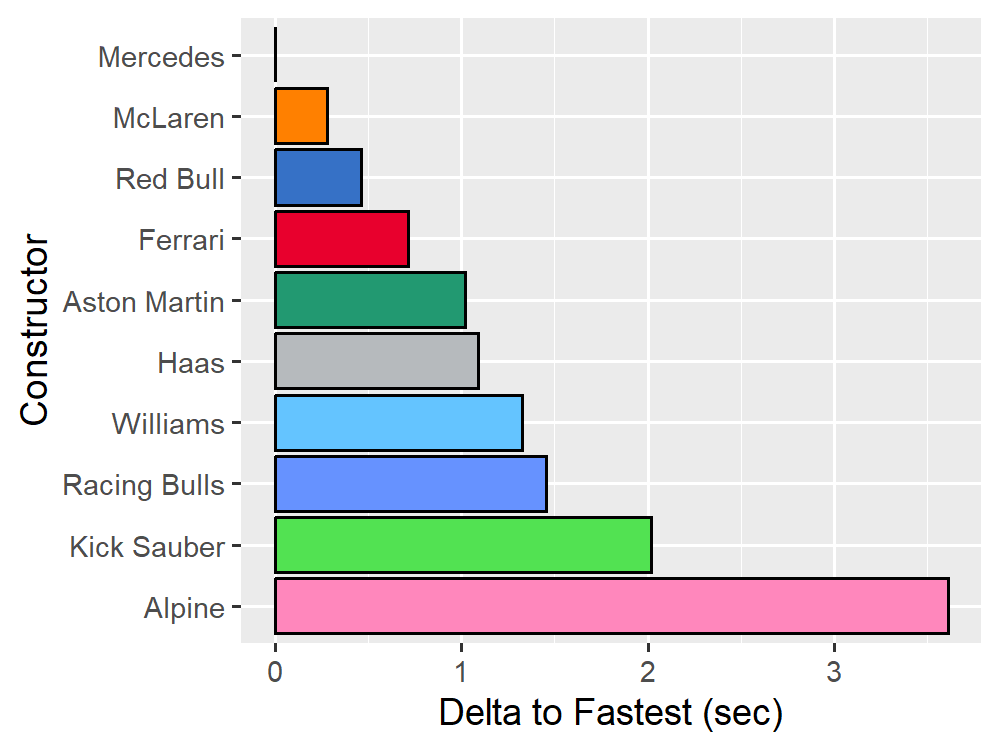 Constructor
Mercedes
McLaren
Red Bull
Ferrari
Aston Martin
Haas
Williams
Racing Bulls
Kick Sauber
Alpine
0 1 2 3
Delta to Fastest (sec)